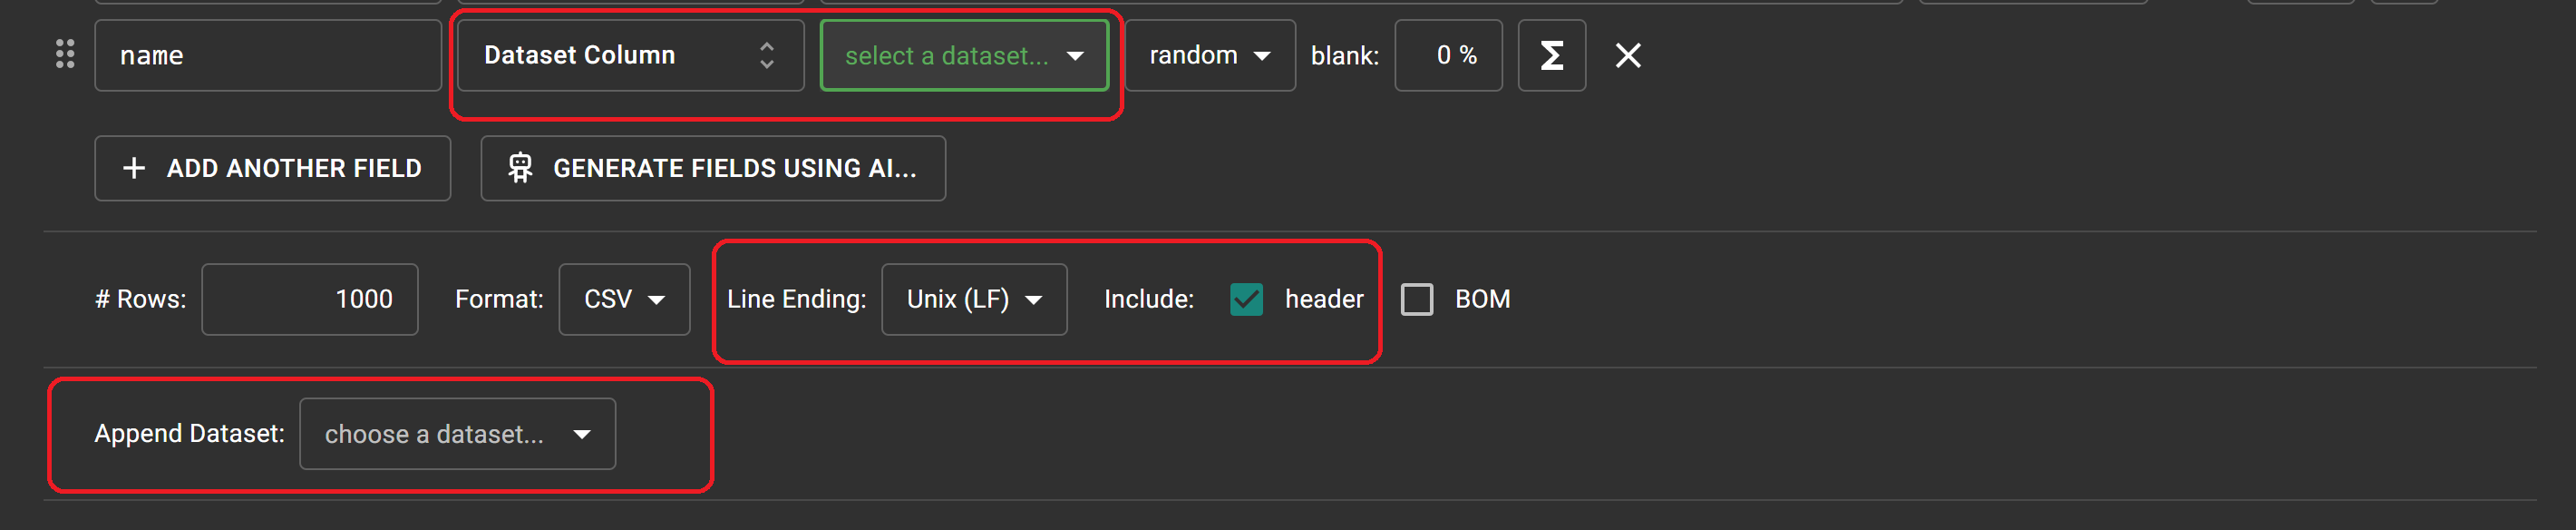 name Dataset Column select a dataset... random blank: 0 %
ADD ANOTHER FIELD GENERATE FIELDS USING AI...
# Rows: 1000 Format: CSV Line Ending: Unix (LF) Include: header BOM
Append Dataset: choose a dataset...